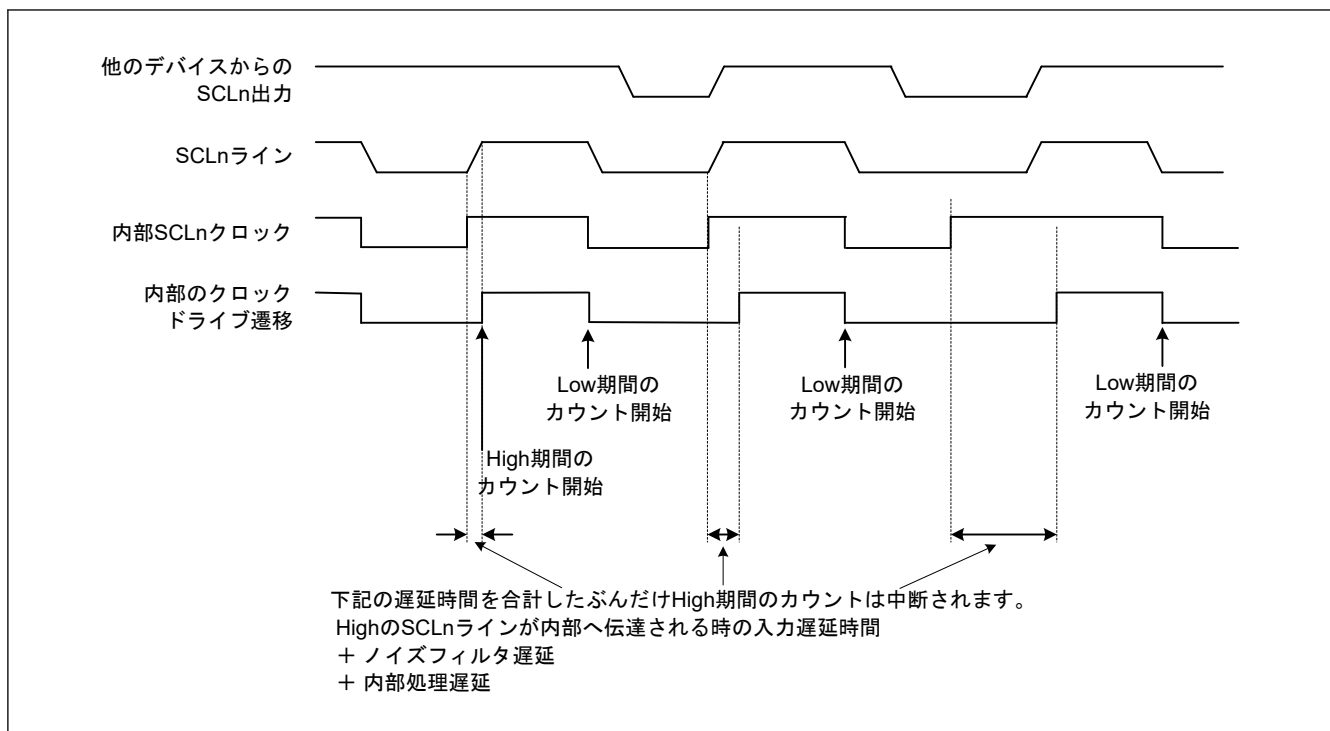 他のデバイスからの
SCLn出力
SCLnライン
内部SCLnクロック
内部のクロック
ドライブ遷移
Low期間の
カウント開始
Low期間の
カウント開始
Low期間の
カウント開始
High期間の
カウント開始
下記の遅延時間を合計したぶんだけHigh期間のカウントは中断されます。
HighのSCLnラインが内部へ伝達される時の入力遅延時間
＋ ノイズフィルタ遅延
＋ 内部処理遅延